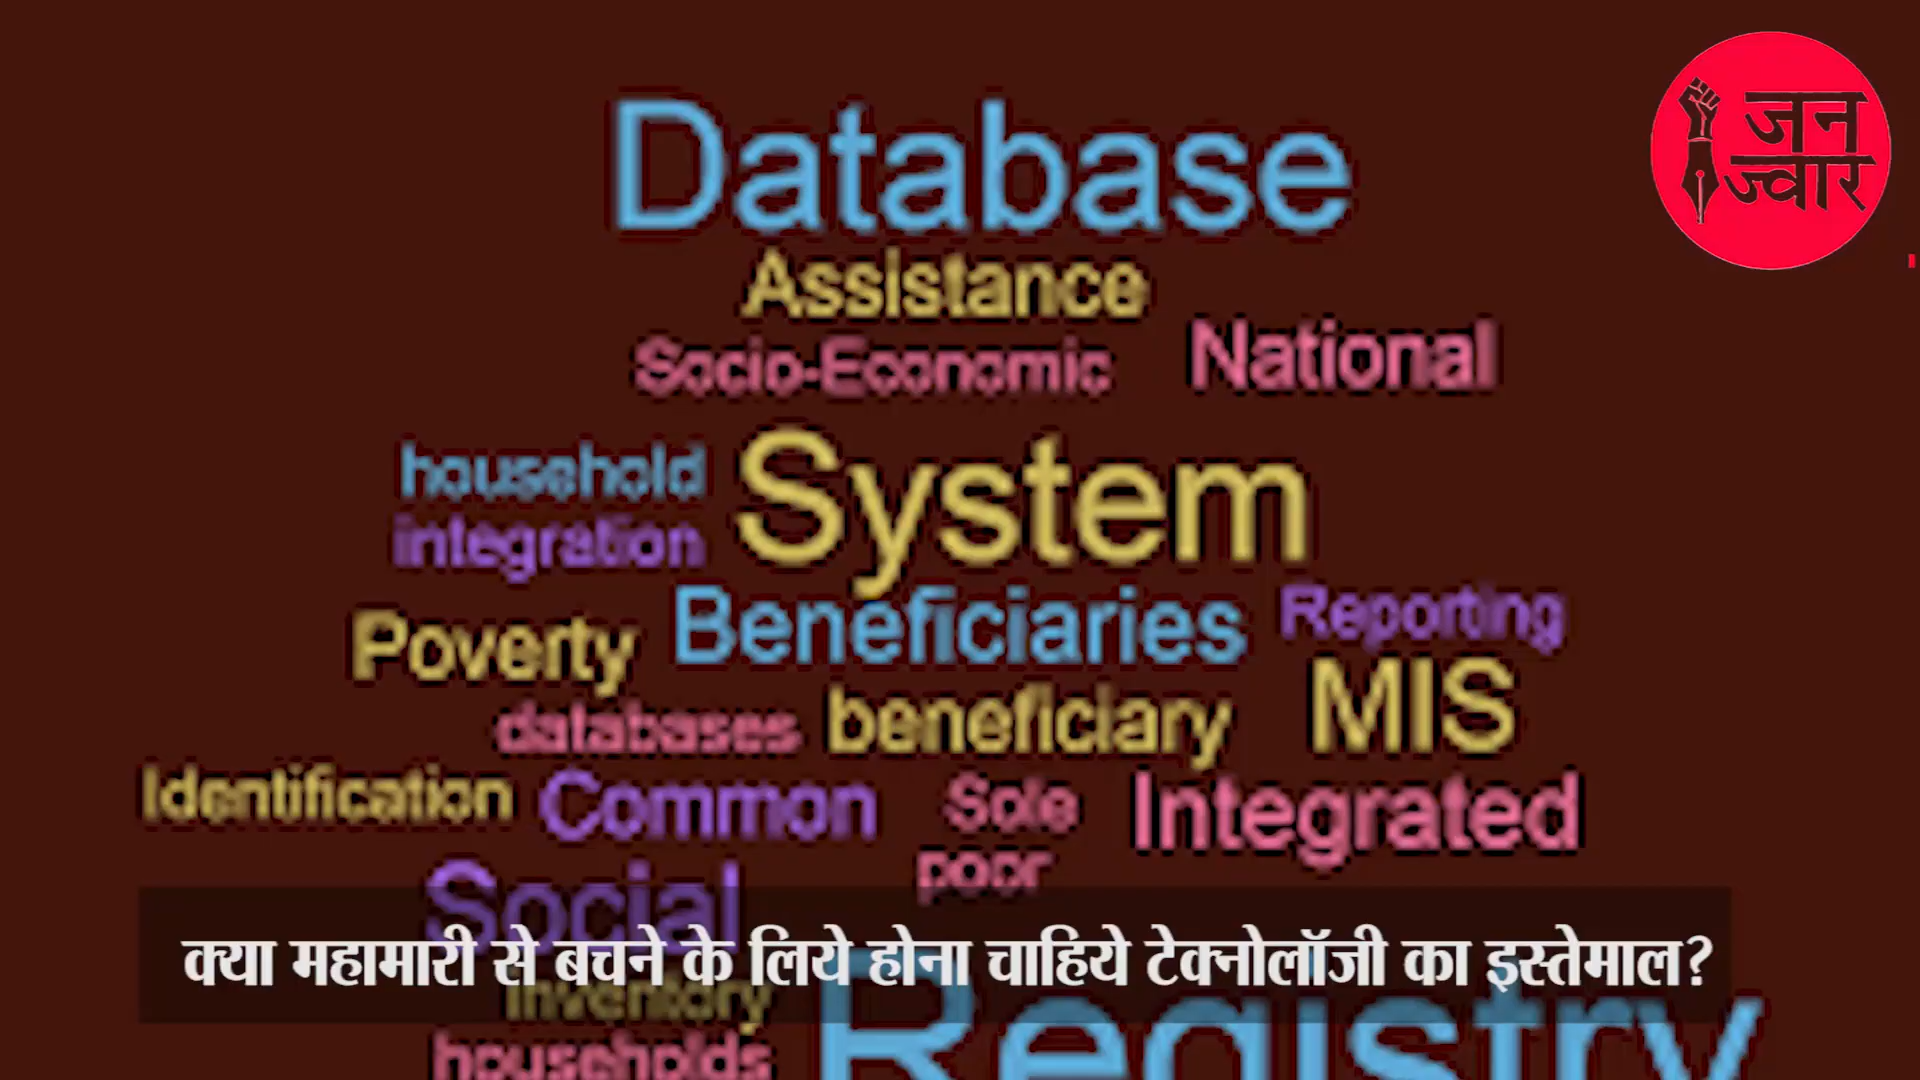 जन
ज्वार
Database
Assistance
Socio-Economic National
household System
integration
Poverty Beneficiaries Reporting
databases beneficiary MIS
Identification Common Sole Integrated
poor
Social
क्या महामारी से बचने के लिये होना चाहिये टेक्नोलॉजी का इस्तेमाल?
Inventory
households Registry